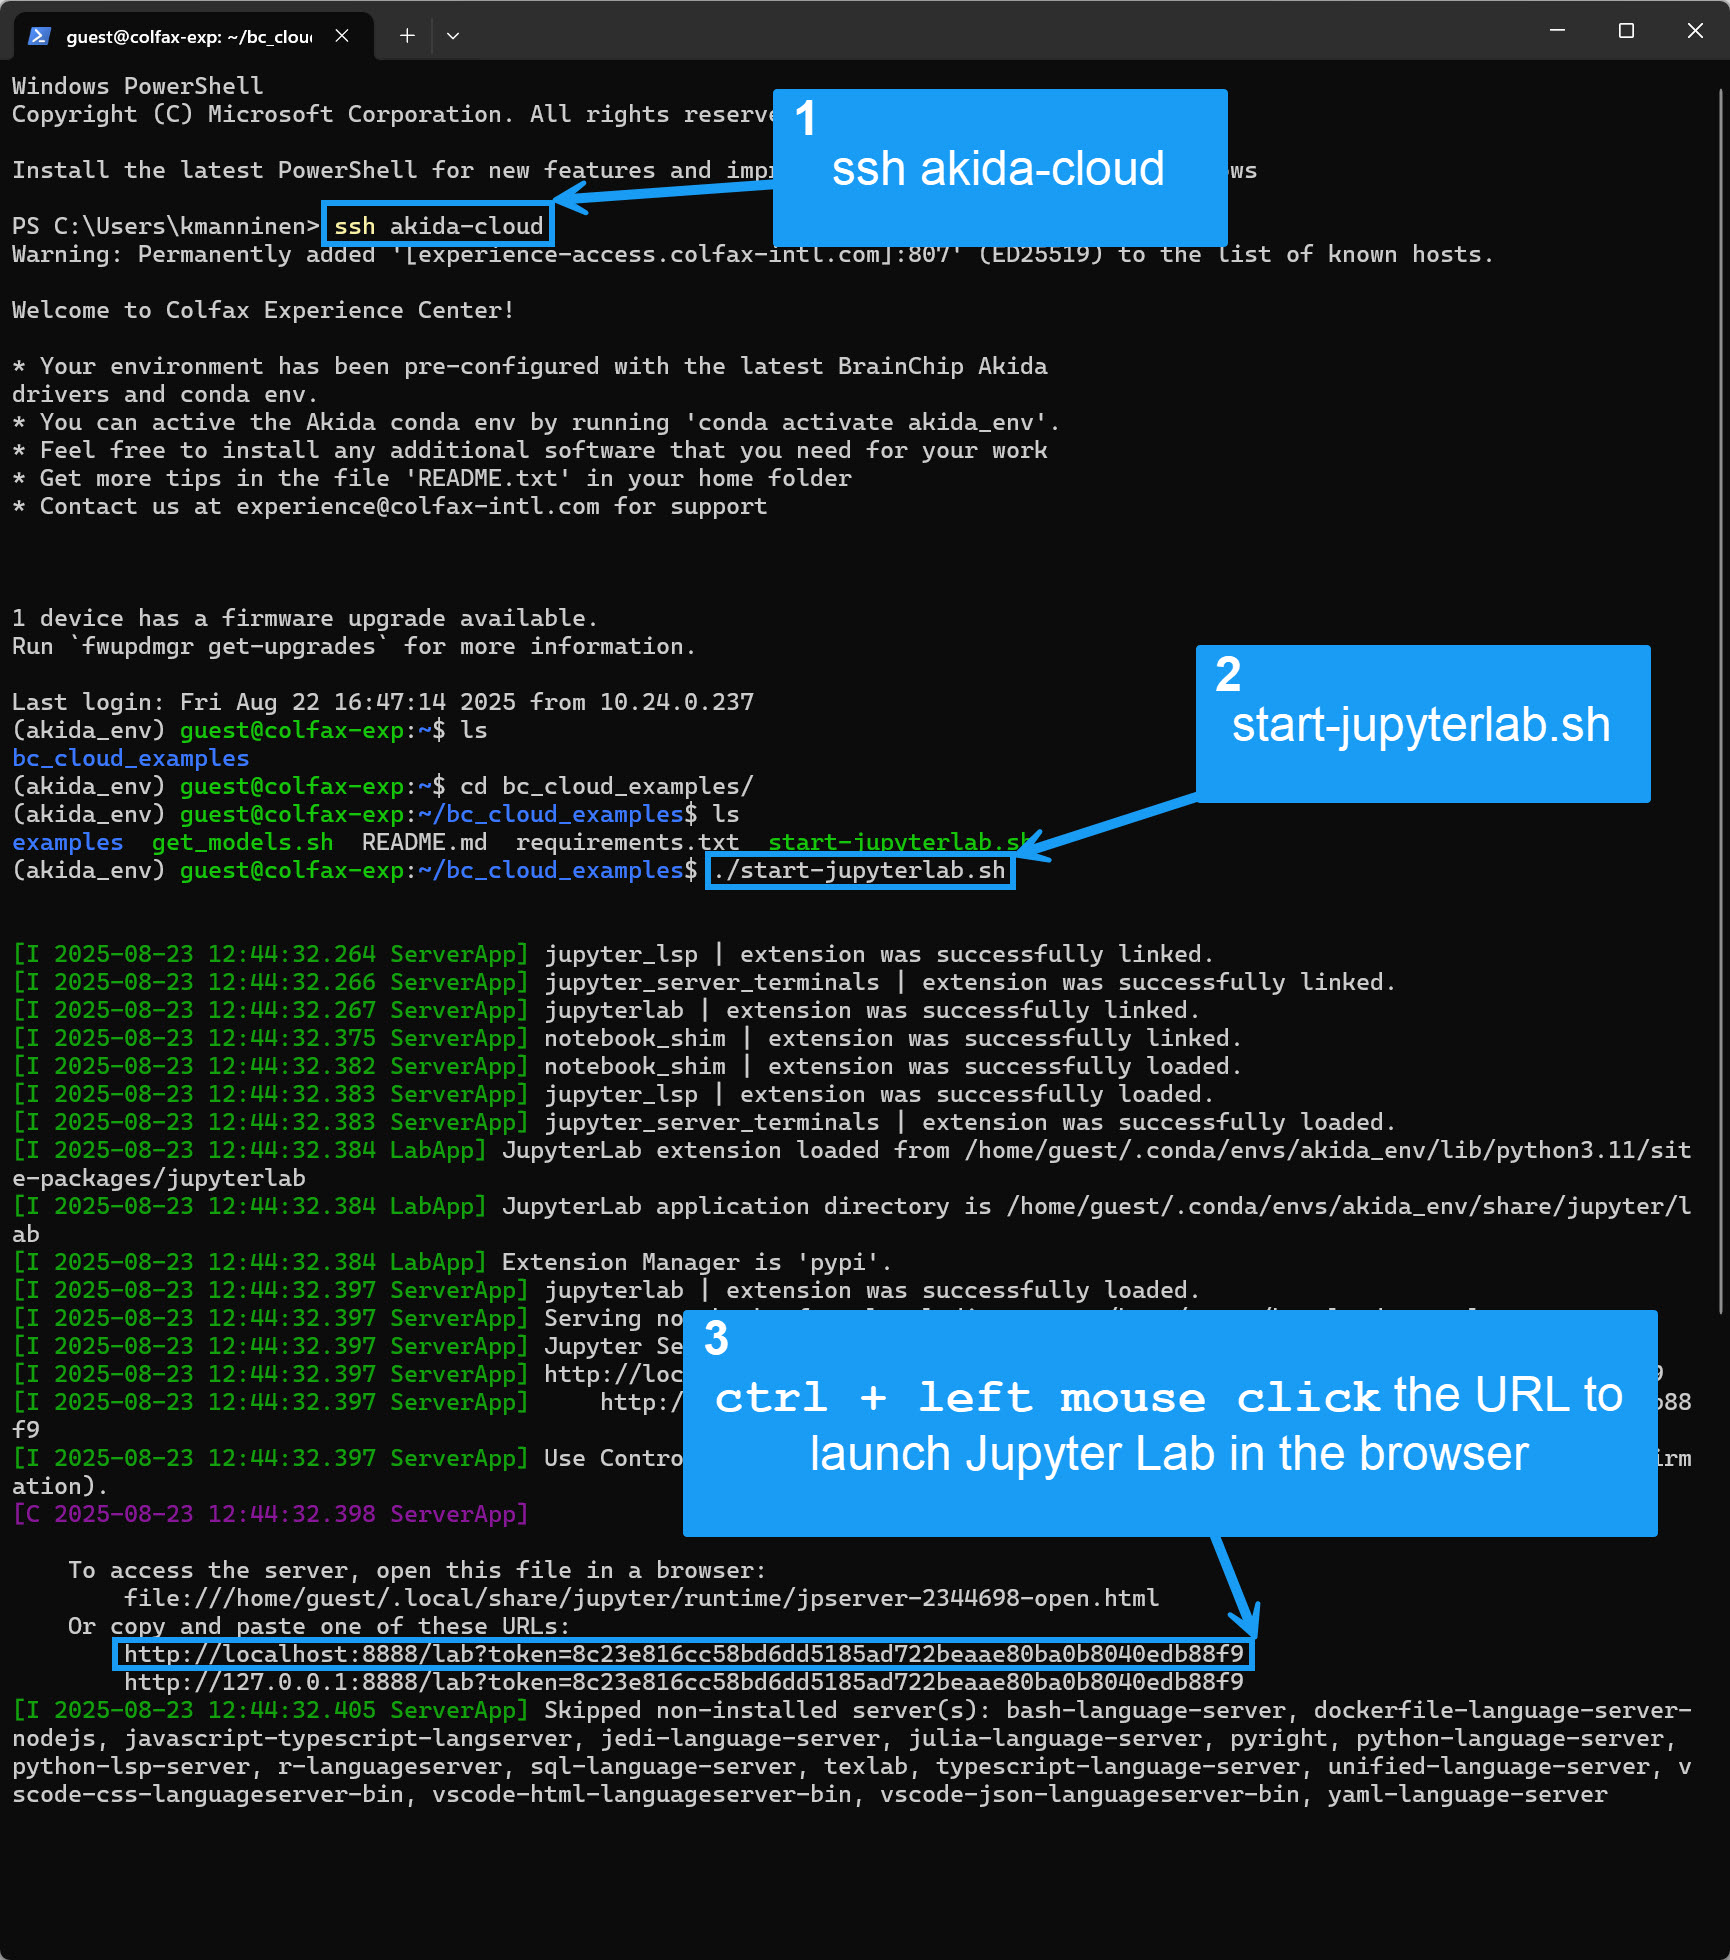 guest@colfax-exp: ~/bc_clou
Windows PowerShell
Copyright (C) Microsoft Corporation. All rights
1
ssh akida-cloud
Install the latest PowerShell for new features and
PS C:\Users\kmanninen> ssh akida-cloud
Warning: Permanently added '[experience-access.colfax-intl.com]:807' (ED25519) to the list of known hosts.
Welcome to Colfax Experience Center!
* Your environment has been pre-configured with the latest BrainChip Akida
drivers and conda env.
* You can active the Akida conda env by running 'conda activate akida_env'.
* Feel free to install any additional software that you need for your work
* Get more tips in the file 'README.txt' in your home folder
* Contact us at experience@colfax-intl.com for support
1 device has a firmware upgrade available.
Run `fwupdmgr get-upgrades` for more information.
2
start-jupyterlab.sh
Last login: Fri Aug 22 16:47:14 2025 from 10.24.0.237
(akida_env) guest@colfax-exp:~$ ls
bc_cloud_examples
(akida_env) guest@colfax-exp:~$ cd bc_cloud_examples/
(akida_env) guest@colfax-exp:~/bc_cloud_examples$ ls
examples get_models.sh README.md requirements.txt start-jupyterlab.sh
(akida_env) guest@colfax-exp:~/bc_cloud_examples$ ./start-jupyterlab.sh
[I 2025-08-23 12:44:32.264 ServerApp] jupyter_lsp | extension was successfully linked.
[I 2025-08-23 12:44:32.266 ServerApp] jupyter_server_terminals | extension was successfully linked.
[I 2025-08-23 12:44:32.267 ServerApp] jupyterlab | extension was successfully linked.
[I 2025-08-23 12:44:32.375 ServerApp] notebook_shim | extension was successfully linked.
[I 2025-08-23 12:44:32.382 ServerApp] notebook_shim | extension was successfully loaded.
[I 2025-08-23 12:44:32.383 ServerApp] jupyter_lsp | extension was successfully loaded.
[I 2025-08-23 12:44:32.383 ServerApp] jupyter_server_terminals | extension was successfully loaded.
[I 2025-08-23 12:44:32.384 LabApp] JupyterLab extension loaded from /home/guest/.conda/envs/akida_env/lib/python3.11/sit
e-packages/jupyterlab
[I 2025-08-23 12:44:32.384 LabApp] JupyterLab application directory is /home/guest/.conda/envs/akida_env/share/jupyter/l
ab
[I 2025-08-23 12:44:32.384 LabApp] Extension Manager is 'pypi'.
[I 2025-08-23 12:44:32.397 ServerApp] jupyterlab | extension was successfully loaded.
[I 2025-08-23 12:44:32.397 ServerApp] Serving
[I 2025-08-23 12:44:32.397 ServerApp] Jupyter
[I 2025-08-23 12:44:32.397 ServerApp] http://loc
[I 2025-08-23 12:44:32.397 ServerApp] http:/
f9
[I 2025-08-23 12:44:32.397 ServerApp] Use Contro
ation).
[C 2025-08-23 12:44:32.398 ServerApp]
3
ctrl + left mouse click the URL to
launch Jupyter Lab in the browser
To access the server, open this file in a browser:
file:///home/guest/.local/share/jupyter/runtime/jpserver-2344698-open.html
Or copy and paste one of these URLs:
http://localhost:8888/lab?token=8c23e816cc58bd6dd5185ad722beaae80ba0b8040edb88f9
http://127.0.0.1:8888/lab?token=8c23e816cc58bd6dd5185ad722beaae80ba0b8040edb88f9
[I 2025-08-23 12:44:32.405 ServerApp] Skipped non-installed server(s): bash-language-server, dockerfile-language-server-
nodejs, javascript-typescript-langserver, jedi-language-server, julia-language-server, pyright, python-language-server,
python-lsp-server, r-languageserver, sql-language-server, texlab, typescript-language-server, unified-language-server, v
scode-css-languageserver-bin, vscode-html-languageserver-bin, vscode-json-languageserver-bin, yaml-language-server